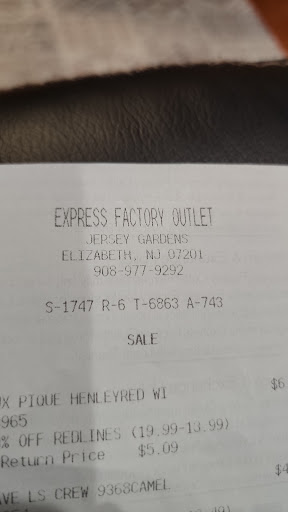 EXPRESS FACTORY OUTLET
JERSEY GARDENS
ELIZABETH, NJ 07201
908-977-9292
S-1747 R-6 T-6863 A-743
SALE
X PIQUE HENLEYRED WI $6
965
% OFF REDLINES (19.99-13.99)
Return Price $5.09
AVE LS CREW 9368CAMEL $4